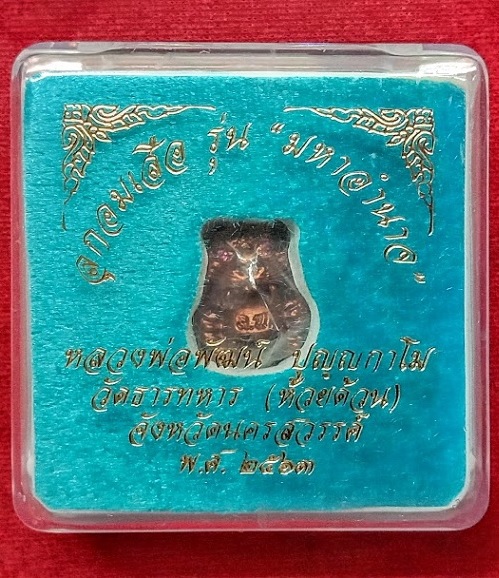 ลูกอมเสือ รุ่น "มหาอำนาจ"
หลวงพ่อพัฒน์ ปุญญกาโม
วัดธารทหาร (ห้วยด้วน)
จังหวัดนครสวรรค์
พ.ศ. ๒๕๖๓